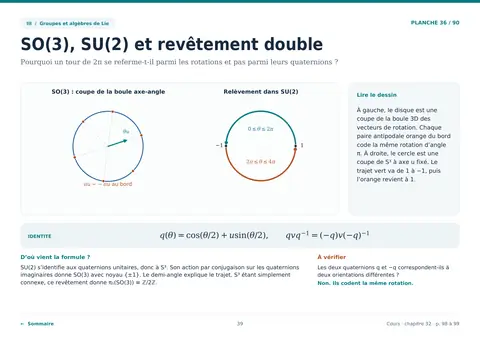 III / Groupes et algèbres de Lie
PLANCHE 36 / 90
SO(3), SU(2) et revêtement double
Pourquoi un tour de 2π se referme-t-il parmi les rotations et pas parmi leurs quaternions ?
SO(3) : coupe de la boule axe-angle
Relèvement dans SU(2)
Lire le dessin
À gauche, le disque est une
coupe de la boule 3D des
vecteurs de rotation. Chaque
paire antipodale orange du bord
code la même rotation d’angle
π. À droite, le cercle est une
coupe de S³ à axe u fixé. Le
trajet vert va de 1 à −1, puis
l’orange revient à 1.
θu
0 ≤ θ ≤ 2π
−1
1
2π ≤ θ ≤ 4π
πu ~ −πu au bord
IDENTITÉ
q(θ) = cos(θ/2) + u sin(θ/2), qvq⁻¹ = (−q)v(−q)⁻¹
D’où vient la formule ?
À vérifier
SU(2) s’identifie aux quaternions unitaires, donc à S³. Son action par conjugaison sur les quaternions
imaginaires donne SO(3) avec noyau {±1}. Le demi-angle explique le trajet. S³ étant simplement
connexe, ce revêtement donne π₁(SO(3)) ≅ Z/2Z.
Les deux quaternions q et −q correspondent-ils à
deux orientations différentes ?
Non. Ils codent la même rotation.
← Sommaire
39
Cours · chapitre 32 · p. 98 à 99